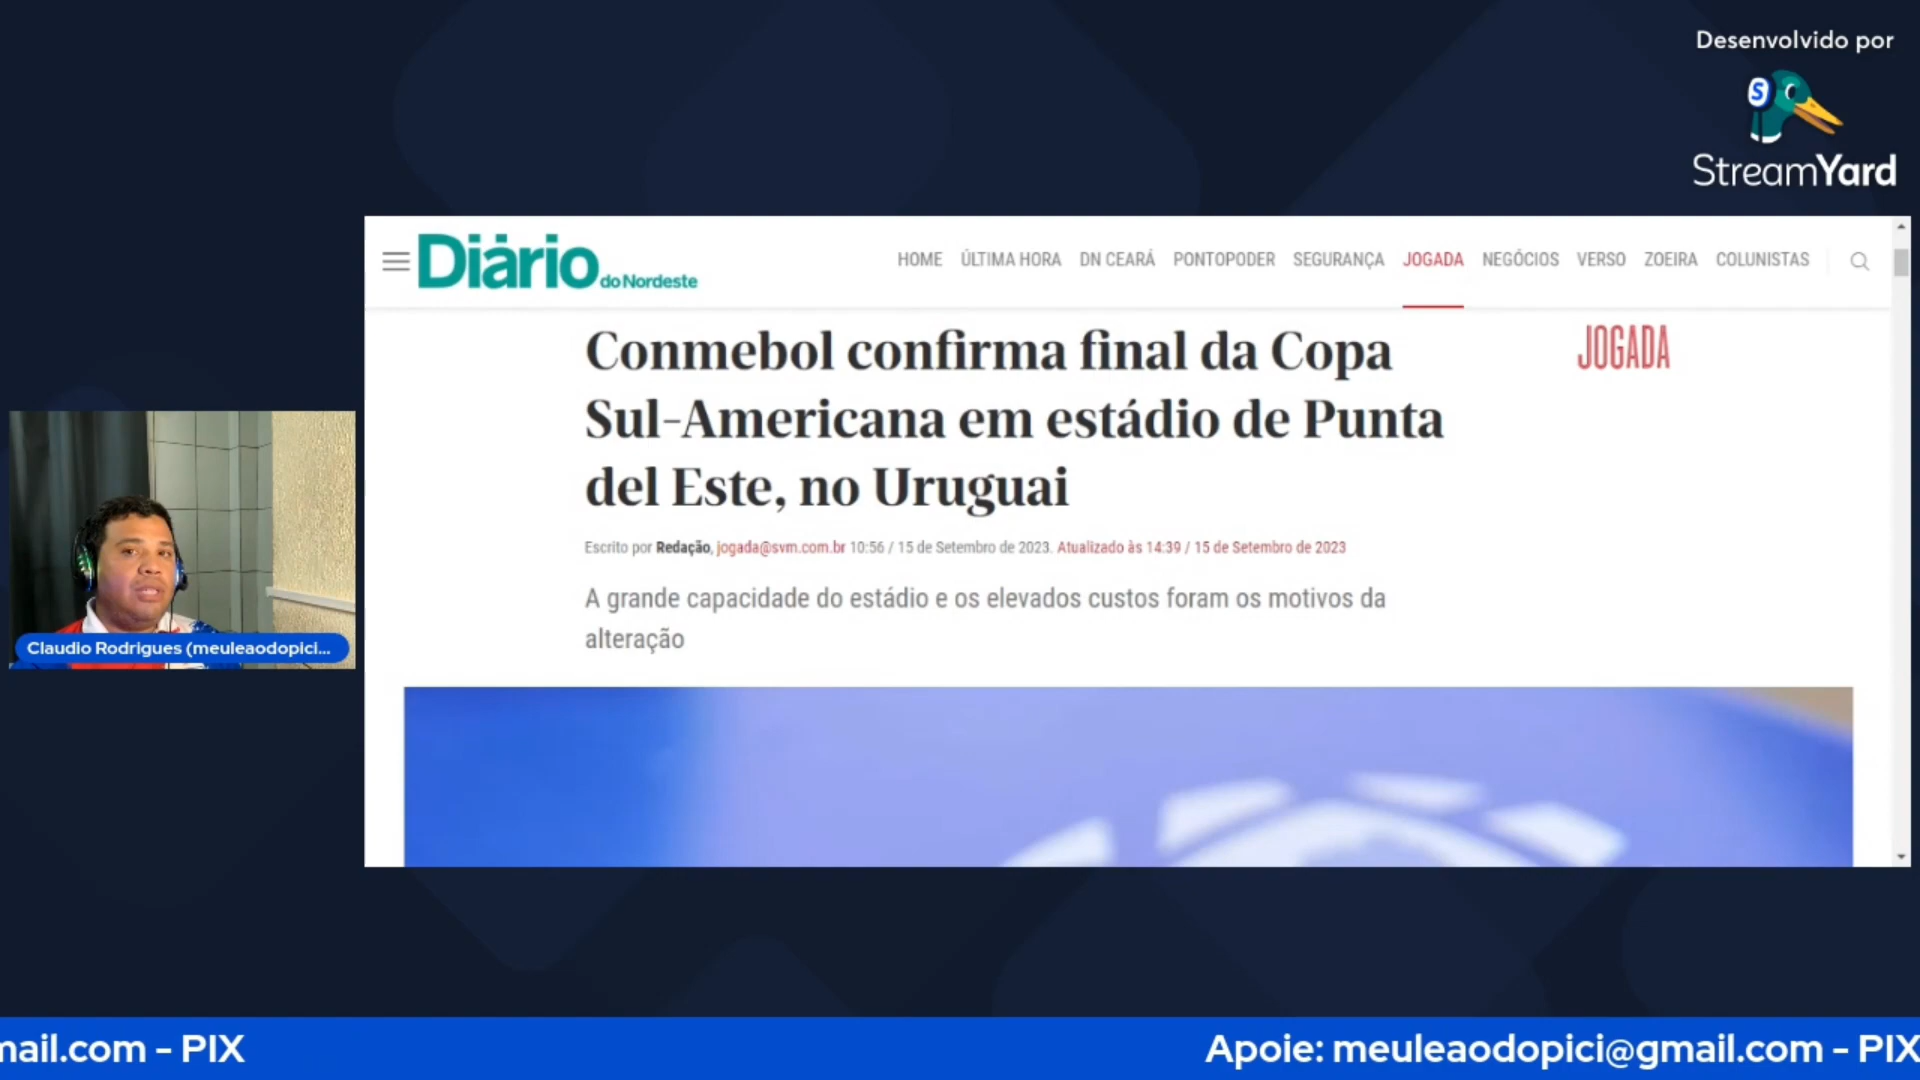 Desenvolvido por
S
StreamYard
Diário do Nordeste
HOME ÚLTIMA HORA DN CEARÁ PONTOPODER SEGURANÇA JOGADA NEGÓCIOS VERSO ZOEIRA COLUNISTAS
JOGADA
Conmebol confirma final da Copa
Sul-Americana em estádio de Punta
del Este, no Uruguai
Escrito por Redação, jogada@svm.com.br 10:56 / 15 de Setembro de 2023. Atualizado às 14:39 / 15 de Setembro de 2023
A grande capacidade do estádio e os elevados custos foram os motivos da
alteração
Claudio Rodrigues (meuleaodopici...
mail.com - PIX
Apoie: meuleaodopici@gmail.com - PIX